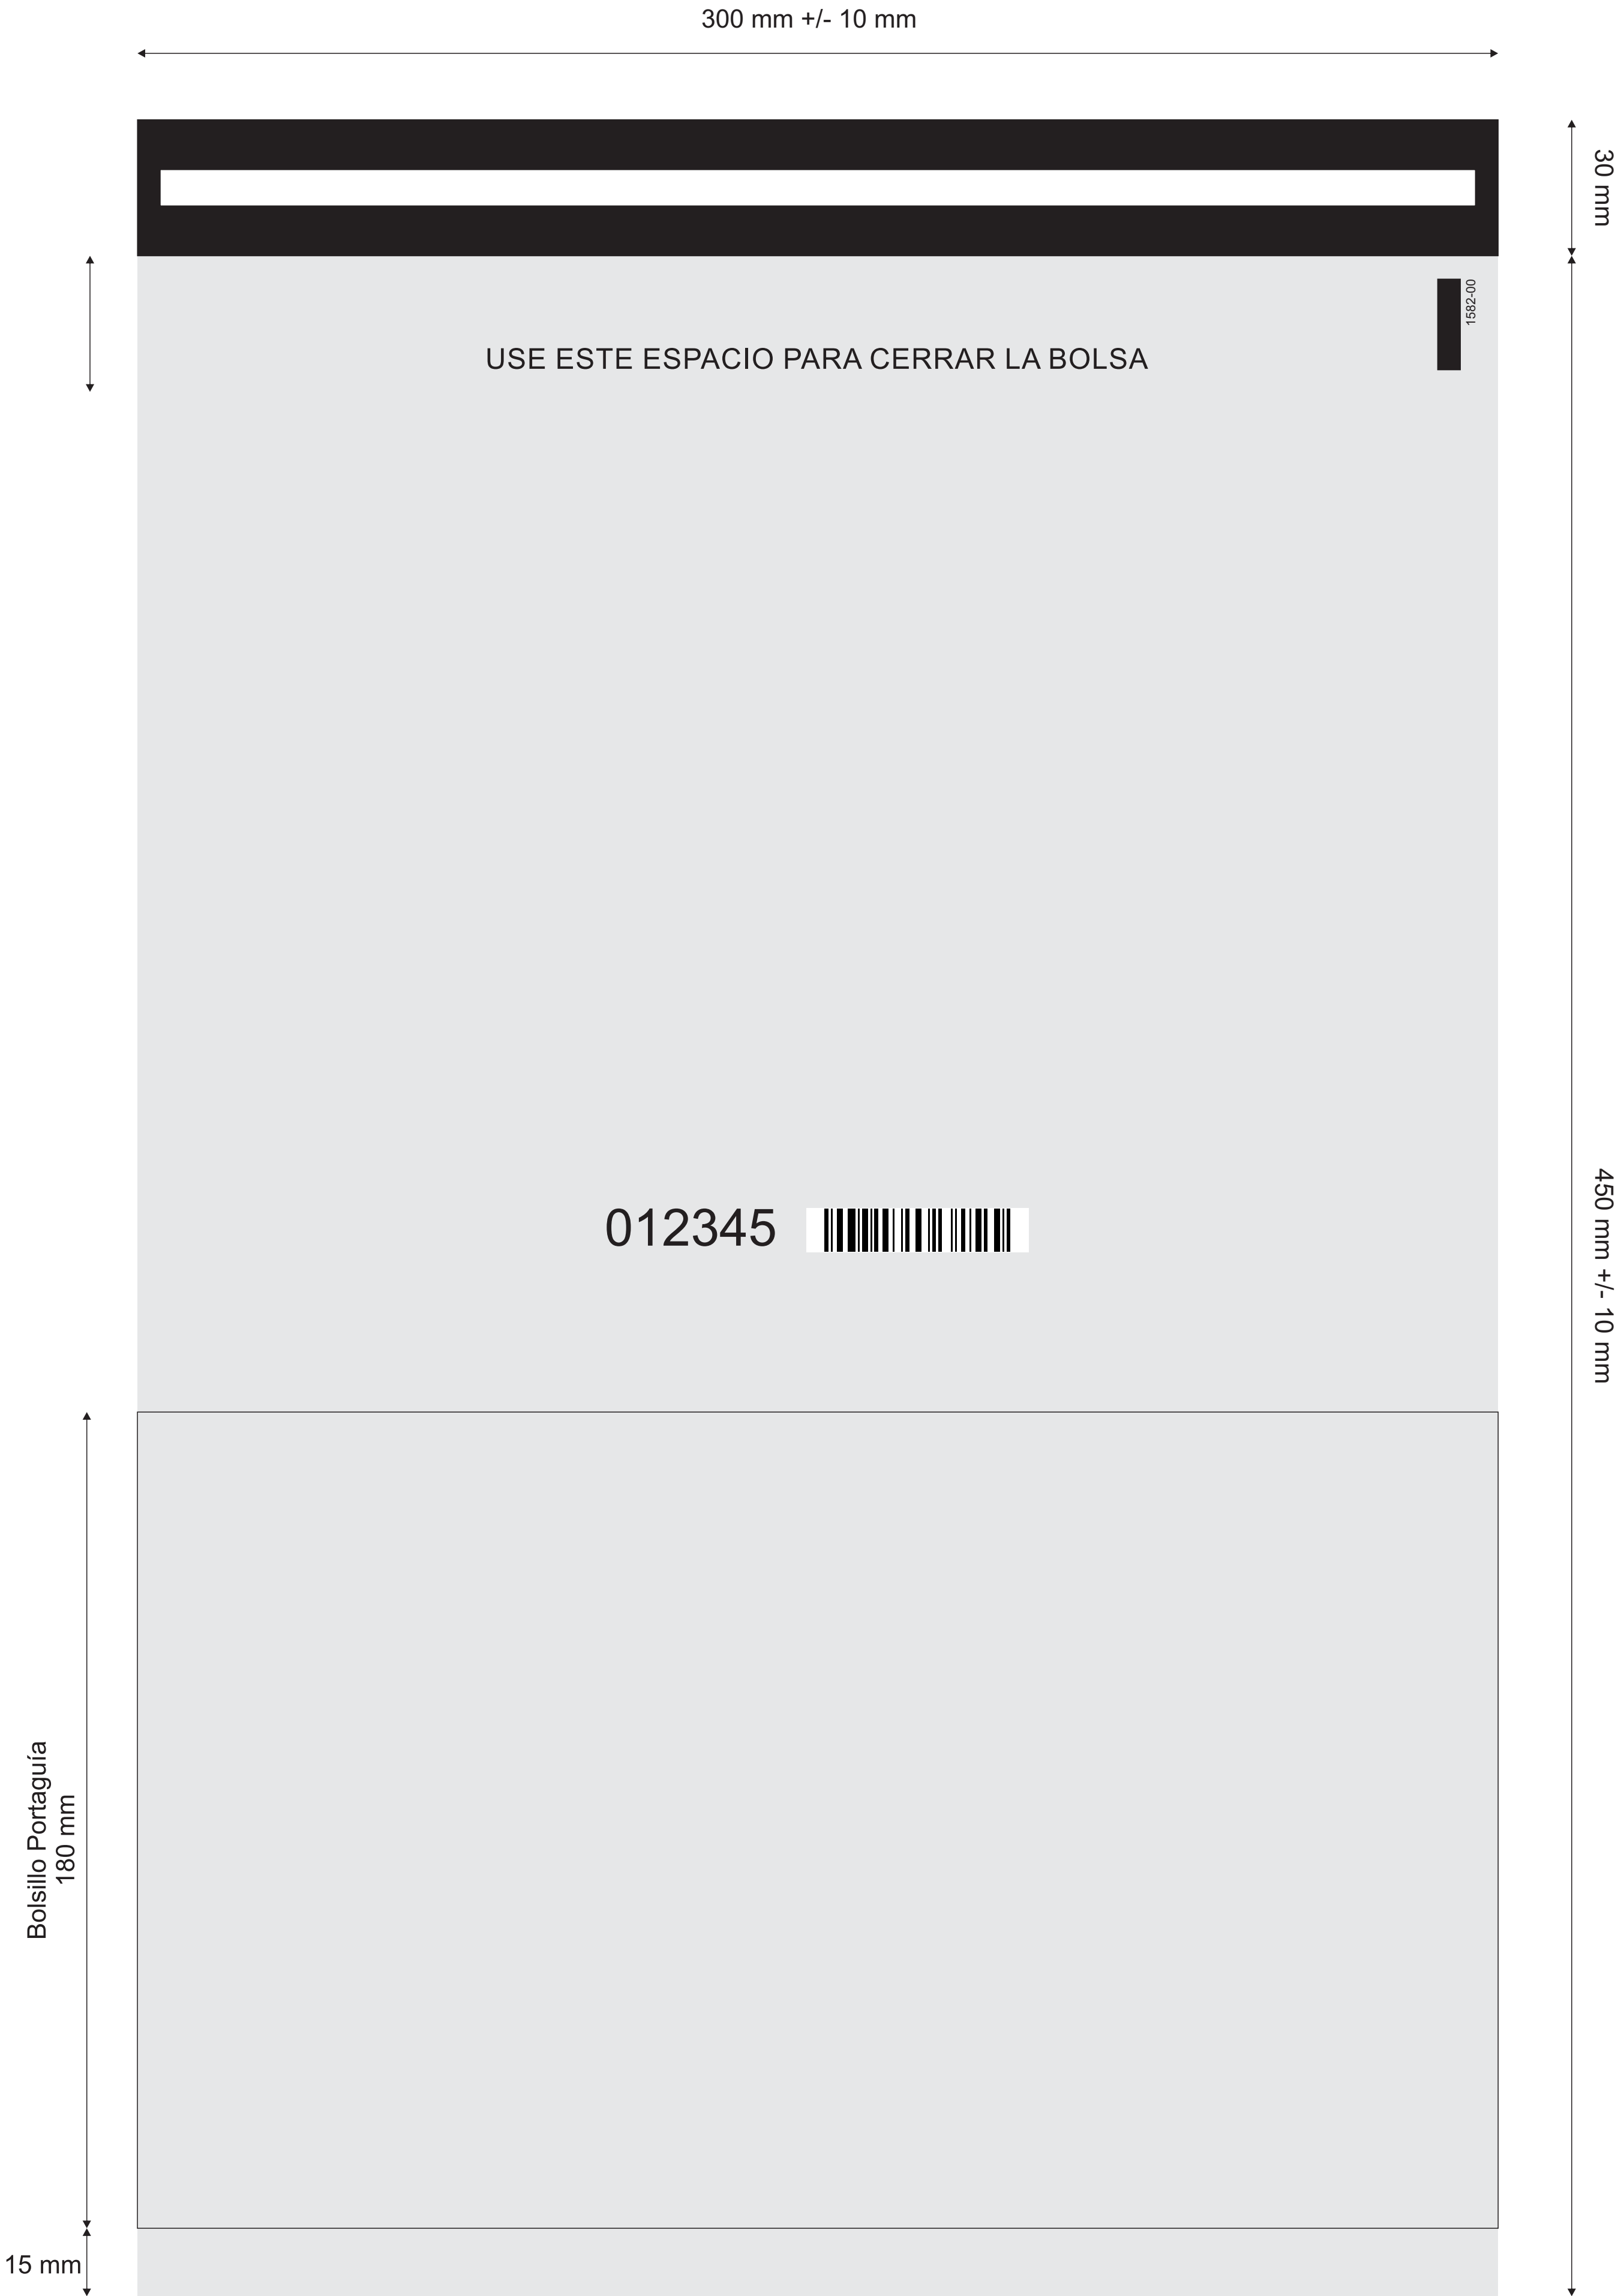 300 mm +/- 10 mm
30 mm
1582-00
USE ESTE ESPACIO PARA CERRAR LA BOLSA
012345
450 mm +/- 10 mm
Bolsillo Portaguía
180 mm
15 mm